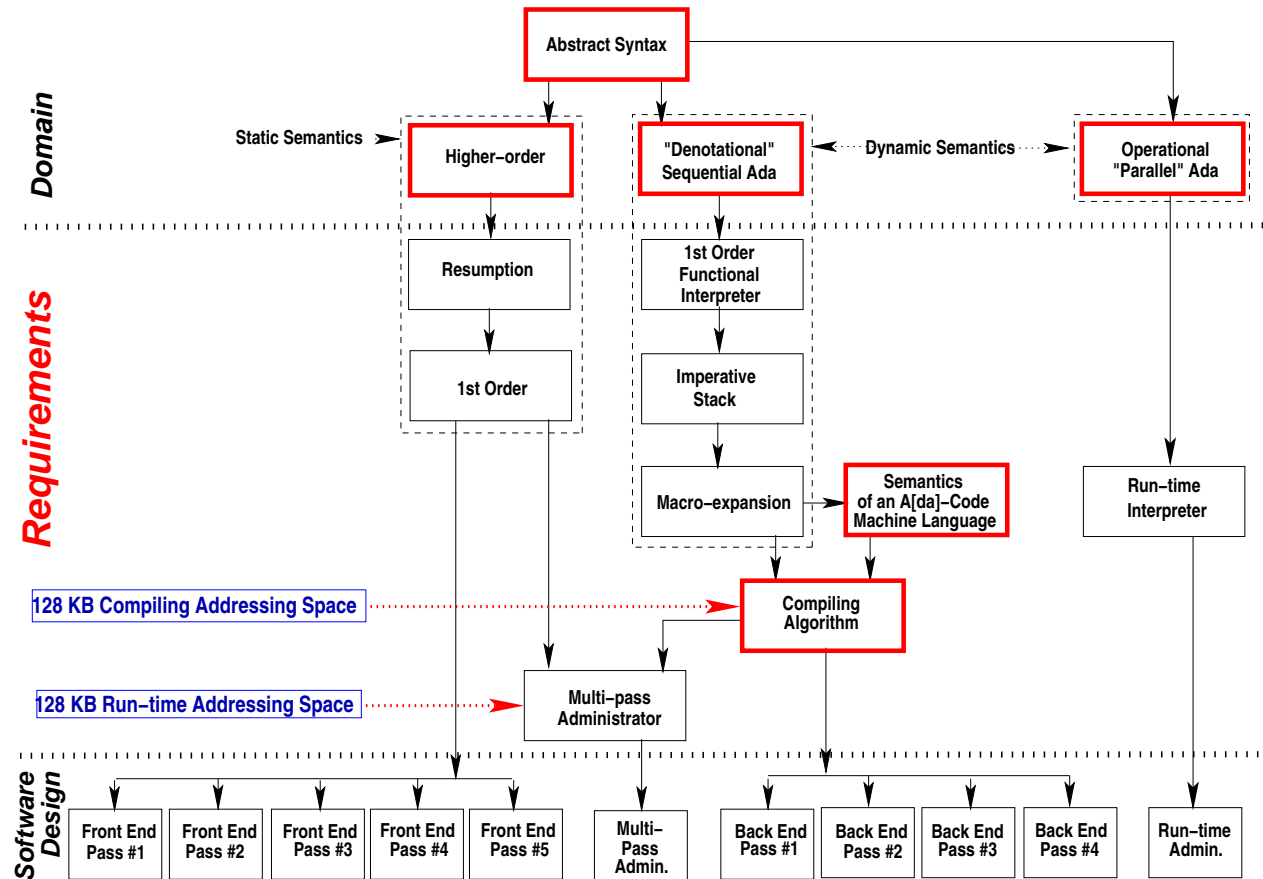 Abstract Syntax
Domain
Static Semantics
Higher−order
"Denotational"
Sequential Ada
Dynamic Semantics
Operational
"Parallel" Ada
Requirements
Resumption
1st Order
Functional
Interpreter
1st Order
Imperative
Stack
Macro−expansion
Semantics
of an A[da]−Code
Machine Language
Run−time
Interpreter
128 KB Compiling Addressing Space
Compiling
Algorithm
128 KB Run−time Addressing Space
Multi−pass
Administrator
Software
Design
Front End
Pass #1
Front End
Pass #2
Front End
Pass #3
Front End
Pass #4
Front End
Pass #5
Multi−
Pass
Admin.
Back End
Pass #1
Back End
Pass #2
Back End
Pass #3
Back End
Pass #4
Run−time
Admin.